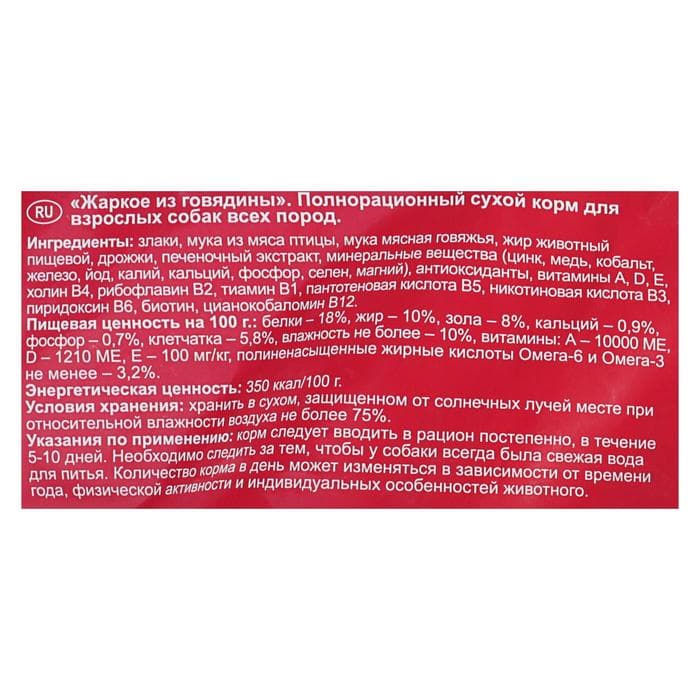 RU «Жаркое из говядины». Полнорационный сухой корм для
взрослых собак всех пород.
Ингредиенты: злаки, мука из мяса птицы, мука мясная говяжья, жир животный
пищевой, дрожжи, печеночный экстракт, минеральные вещества (цинк, медь, кобальт,
железо, йод, калий, кальций, фосфор, селен, магний), антиоксиданты, витамины А, D, Е,
холин В4, рибофлавин В2, тиамин В1, пантотеновая кислота В5, никотиновая кислота В3,
пиридоксин В6, биотин, цианокобаломин В12.
Пищевая ценность на 100 г.: белки – 18%, жир – 10%, зола – 8%, кальций – 0,9%,
фосфор – 0,7%, клетчатка – 5,8%, влажность не более – 10%, витамины: А – 10000 МЕ,
D – 1210 МЕ, Е – 100 мг/кг, полиненасыщенные жирные кислоты Омега-6 и Омега-3
не менее – 3,2%.
Энергетическая ценность: 350 ккал/100 г.
Условия хранения: хранить в сухом, защищенном от солнечных лучей месте при
относительной влажности воздуха не более 75%.
Указания по применению: корм следует вводить в рацион постепенно, в течение
5-10 дней. Необходимо следить за тем, чтобы у собаки всегда была свежая вода
для питья. Количество корма в день может изменяться в зависимости от времени
года, физической активности и индивидуальных особенностей животного.